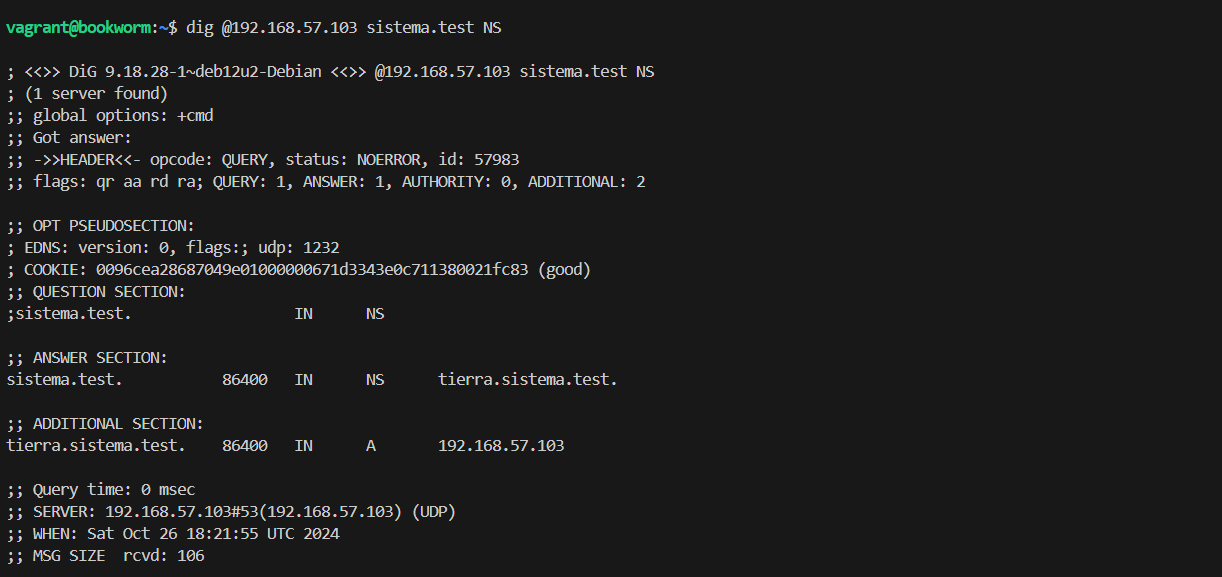 vagrant@bookworm:~$ dig @192.168.57.103 sistema.test NS
; <<>> DiG 9.18.28-1~deb12u2-Debian <<>> @192.168.57.103 sistema.test NS
; (1 server found)
;; global options: +cmd
;; Got answer:
;; ->>HEADER<<- opcode: QUERY, status: NOERROR, id: 57983
;; flags: qr aa rd ra; QUERY: 1, ANSWER: 1, AUTHORITY: 0, ADDITIONAL: 2
;; OPT PSEUDOSECTION:
; EDNS: version: 0, flags:; udp: 1232
; COOKIE: 0096cea28687049e01000000671d3343e0c711380021fc83 (good)
;; QUESTION SECTION:
;sistema.test. IN NS
;; ANSWER SECTION:
sistema.test. 86400 IN NS tierra.sistema.test.
;; ADDITIONAL SECTION:
tierra.sistema.test. 86400 IN A 192.168.57.103
;; Query time: 0 msec
;; SERVER: 192.168.57.103#53(192.168.57.103) (UDP)
;; WHEN: Sat Oct 26 18:21:55 UTC 2024
;; MSG SIZE rcvd: 106